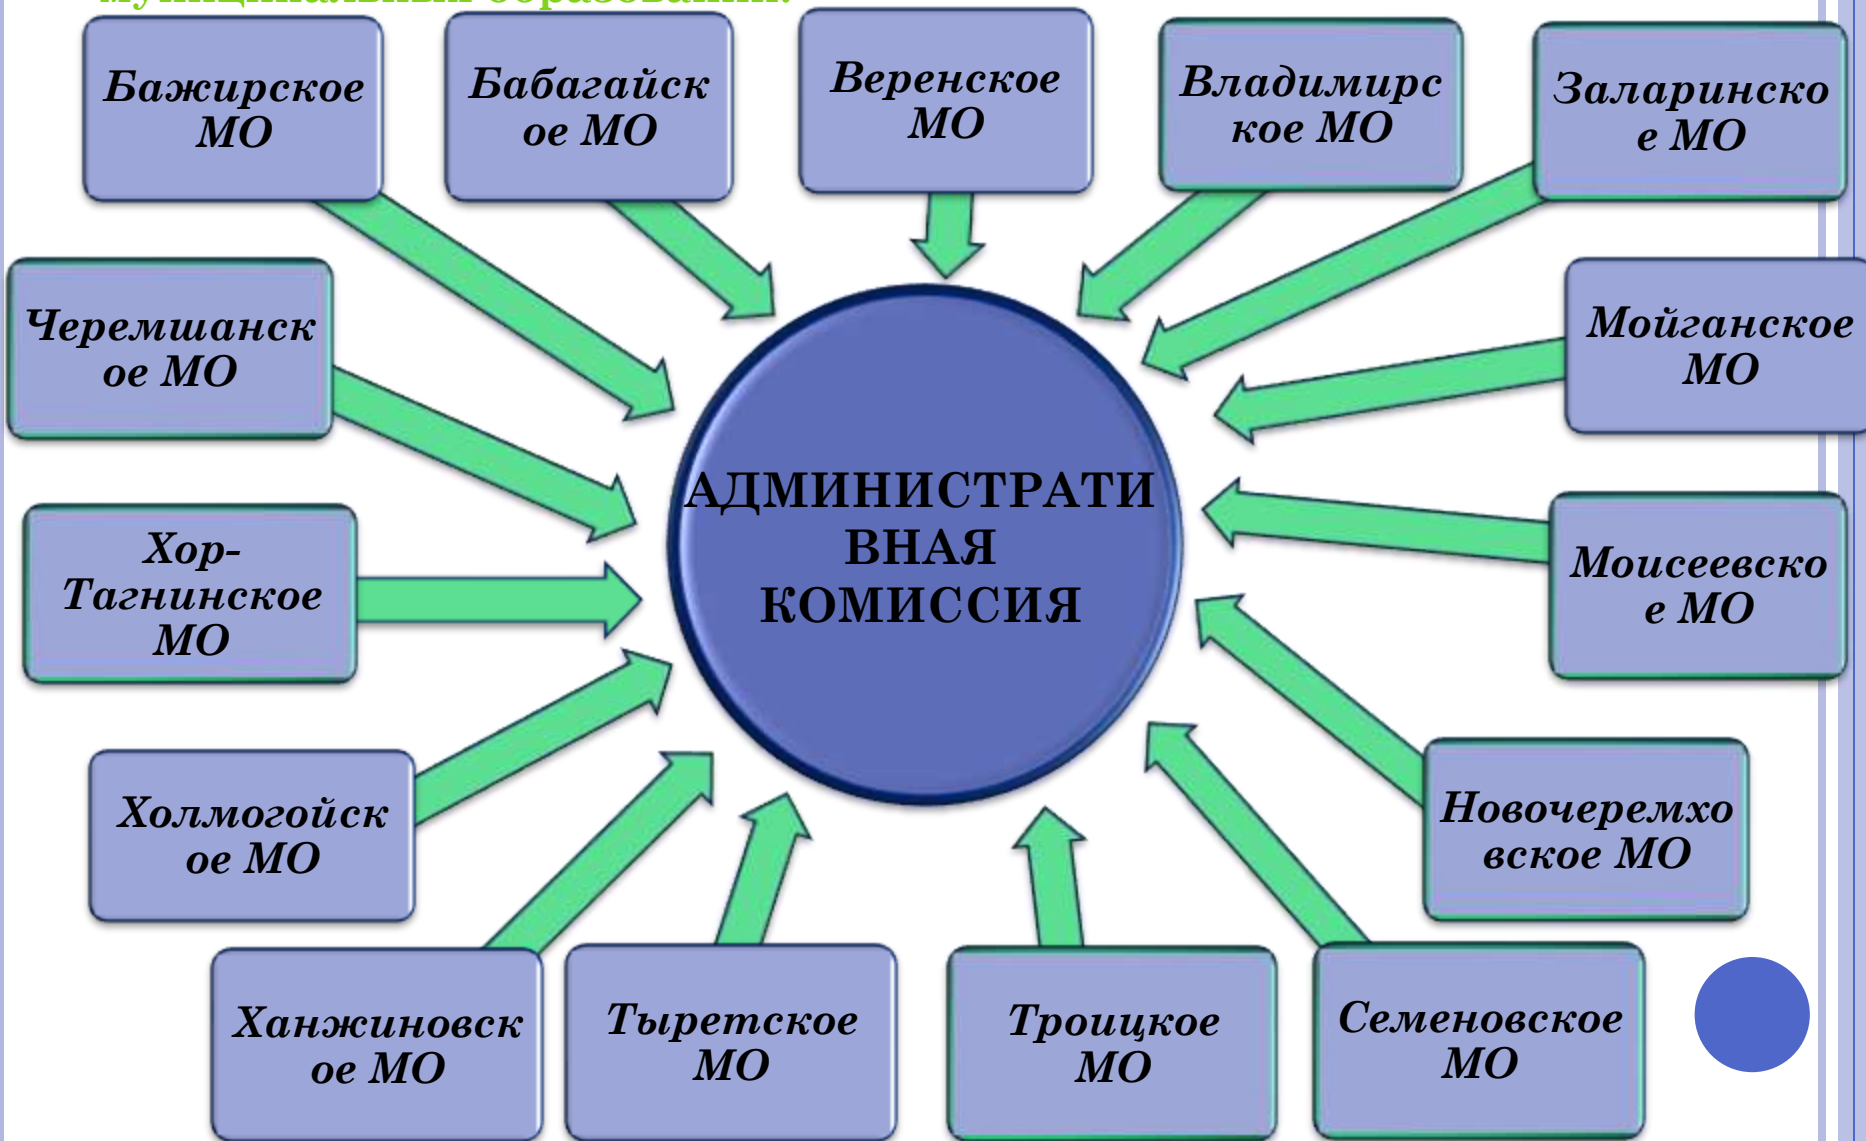 муниципальных образований:
Бажирское
МО
Бабагайск
ое МО
Веренское
МО
Владимирс
кое МО
Заларинско
е МО
Черемшанск
ое МО
Мойганское
МО
АДМИНИСТРАТИ
ВНАЯ
КОМИССИЯ
Хор-
Тагнинское
МО
Моисеевско
е МО
Холмогойск
ое МО
Новочеремхо
вское МО
Ханжиновск
ое МО
Тыретское
МО
Троицкое
МО
Семеновское
МО